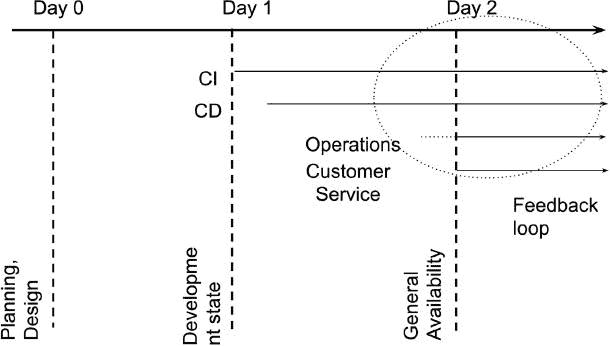 Day 0
Day 1
Day 2
CI
CD
Operations
Customer
Service
Feedback
loop
Planning,
Design
Developme
nt state
General
Availability